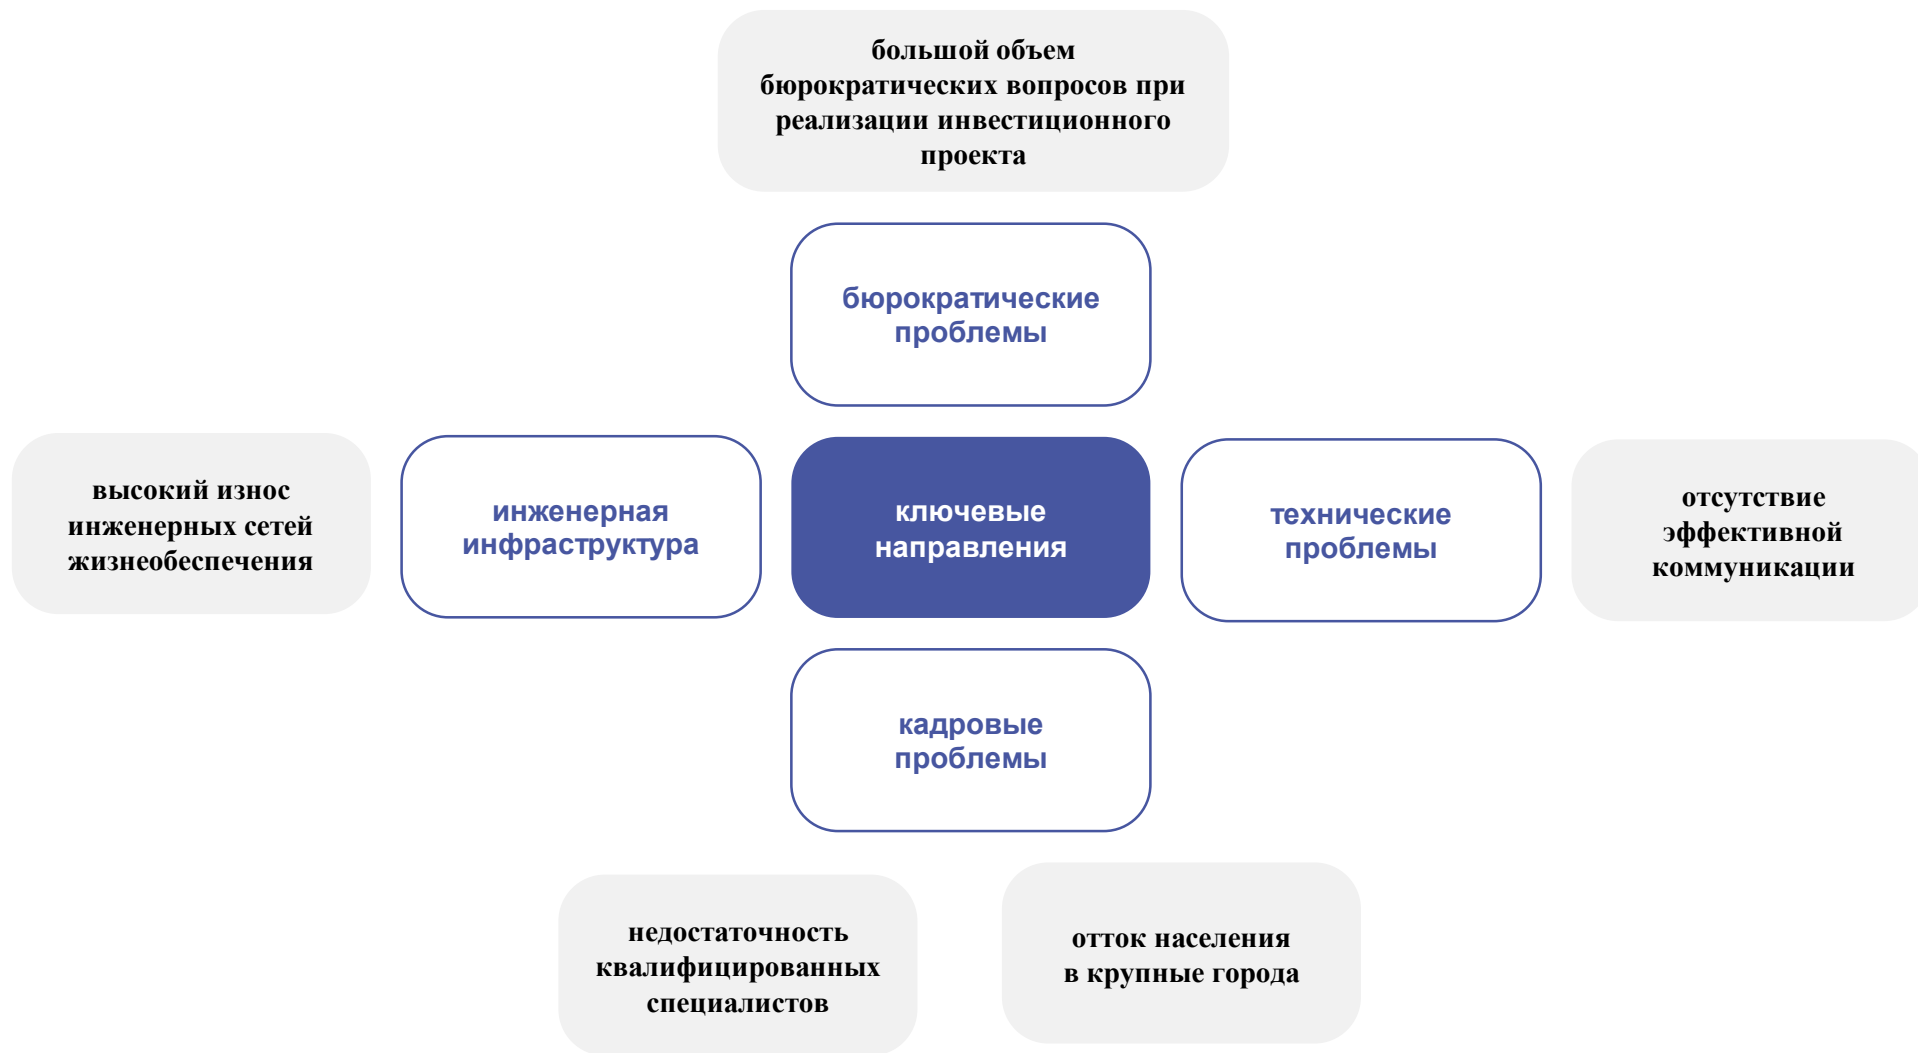 большой объем
бюрократических вопросов при
реализации инвестиционного
проекта
бюрократические
проблемы
высокий износ
инженерных сетей
жизнеобеспечения
инженерная
инфраструктура
ключевые
направления
технические
проблемы
отсутствие
эффективной
коммуникации
кадровые
проблемы
недостаточность
квалифицированных
специалистов
отток населения
в крупные города